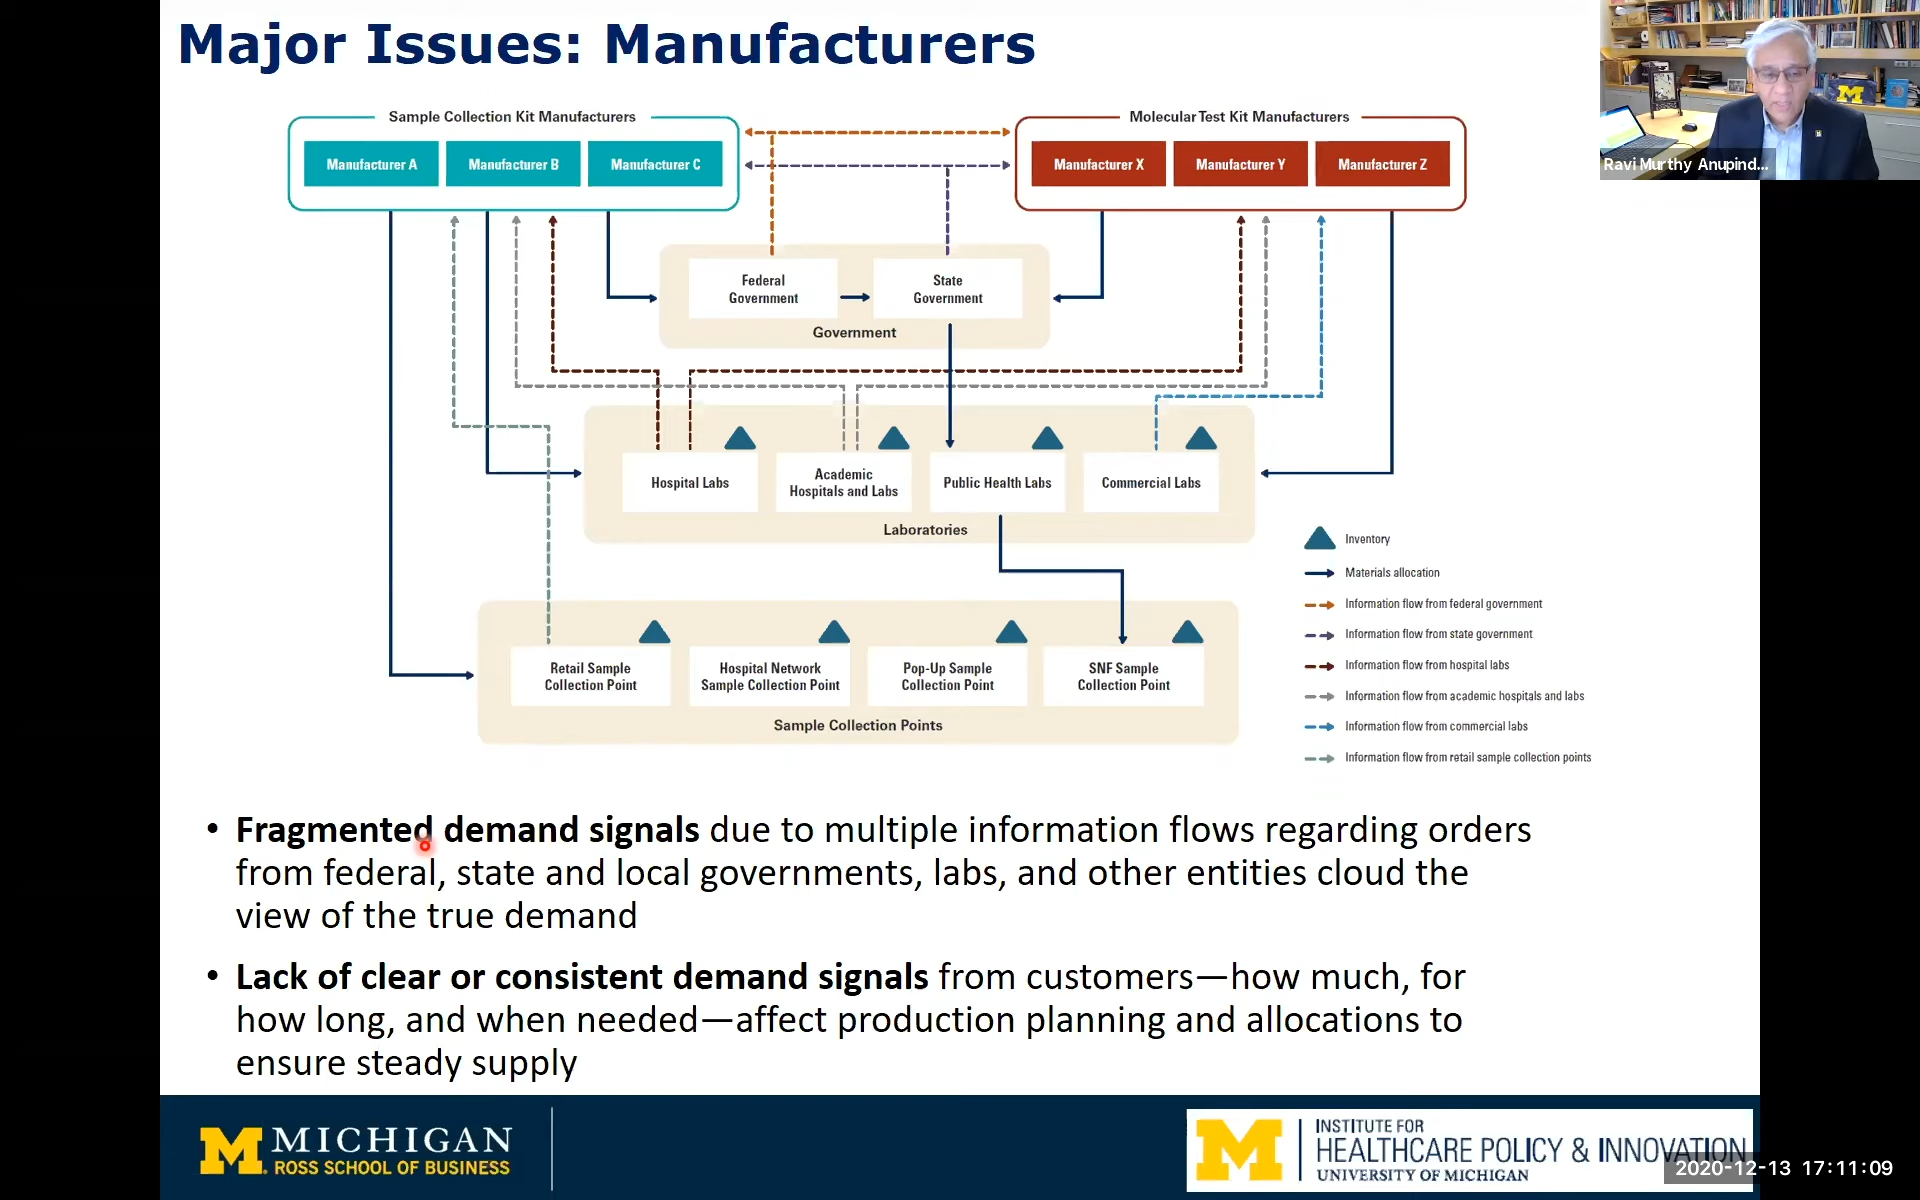 Major Issues: Manufacturers
Ravi Murthy Anupind...
Sample Collection Kit Manufacturers
Molecular Test Kit Manufacturers
Manufacturer A
Manufacturer B
Manufacturer C
Manufacturer X
Manufacturer Y
Manufacturer Z
Federal
Government
State
Government
Government
Hospital Labs
Academic
Hospitals and Labs
Public Health Labs
Commercial Labs
Laboratories
Retail Sample
Collection Point
Hospital Network
Sample Collection Point
Pop-Up Sample
Collection Point
SNF Sample
Collection Point
Sample Collection Points
Inventory
Materials allocation
Information flow from federal government
Information flow from state government
Information flow from hospital labs
Information flow from academic hospitals and labs
Information flow from commercial labs
Information flow from retail sample collection points
• Fragmented demand signals due to multiple information flows regarding orders
from federal, state and local governments, labs, and other entities cloud the
view of the true demand
• Lack of clear or consistent demand signals from customers—how much, for
how long, and when needed—affect production planning and allocations to
ensure steady supply
M MICHIGAN
ROSS SCHOOL OF BUSINESS
M
INSTITUTE FOR
HEALTHCARE POLICY & INNOVATION
UNIVERSITY OF MICHIGAN
2020-12-13 17:11:09